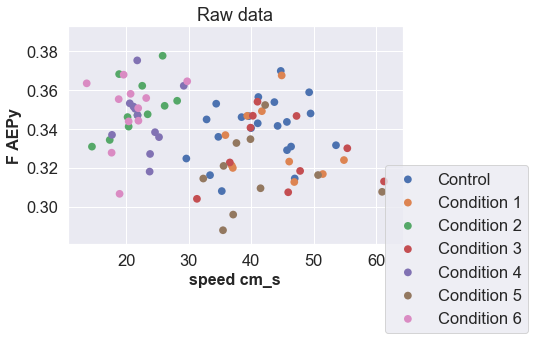 Raw data
0.38
0.36
0.34
0.32
0.30
F AEPy
20
30
40
50
60
speed cm_s
Control
Condition 1
Condition 2
Condition 3
Condition 4
Condition 5
Condition 6